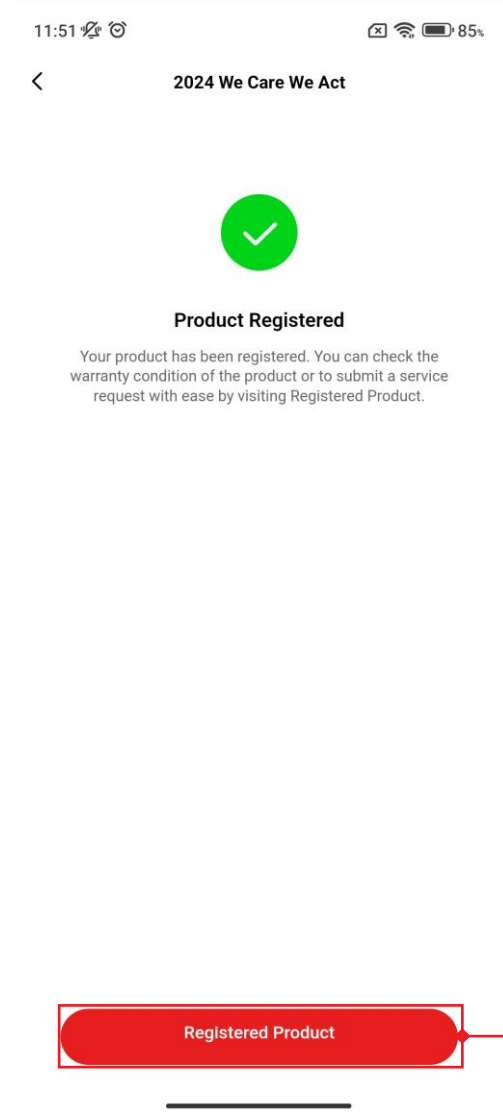 11:51 85%
2024 We Care We Act
Product Registered
Your product has been registered. You can check the
warranty condition of the product or to submit a service
request with ease by visiting Registered Product.
Registered Product